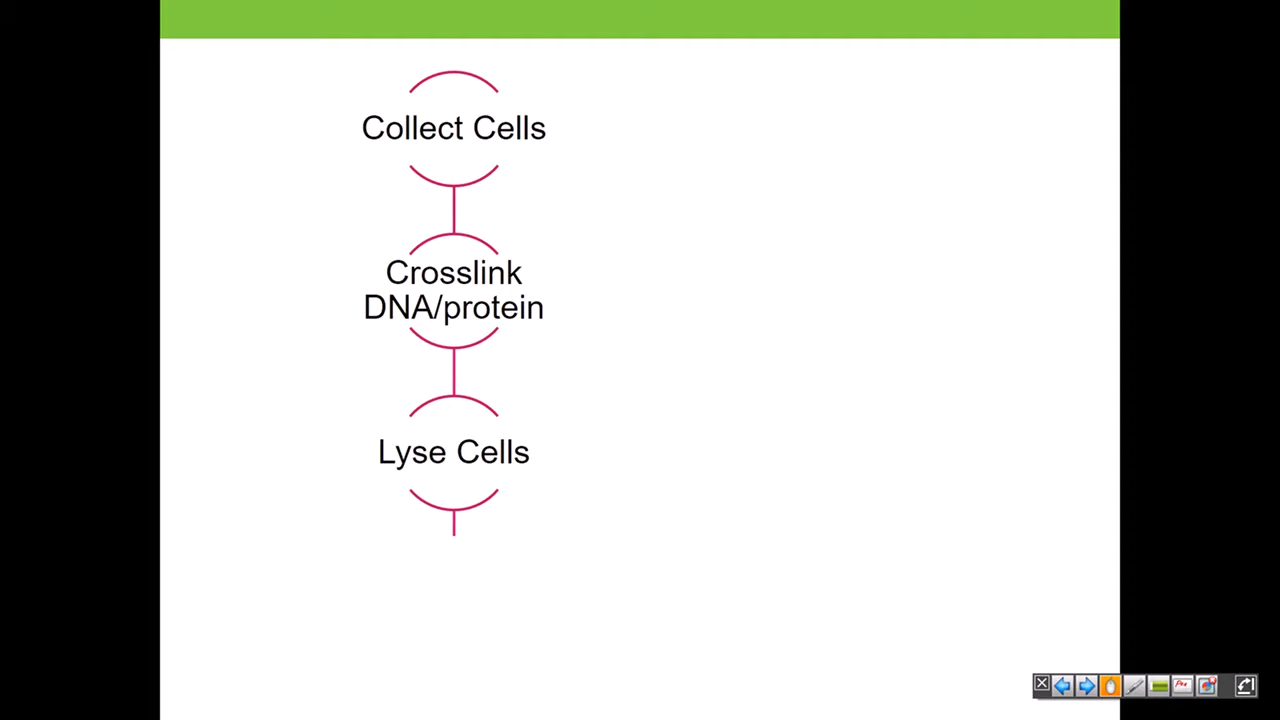 Collect Cells
Crosslink
DNA/protein
Lyse Cells